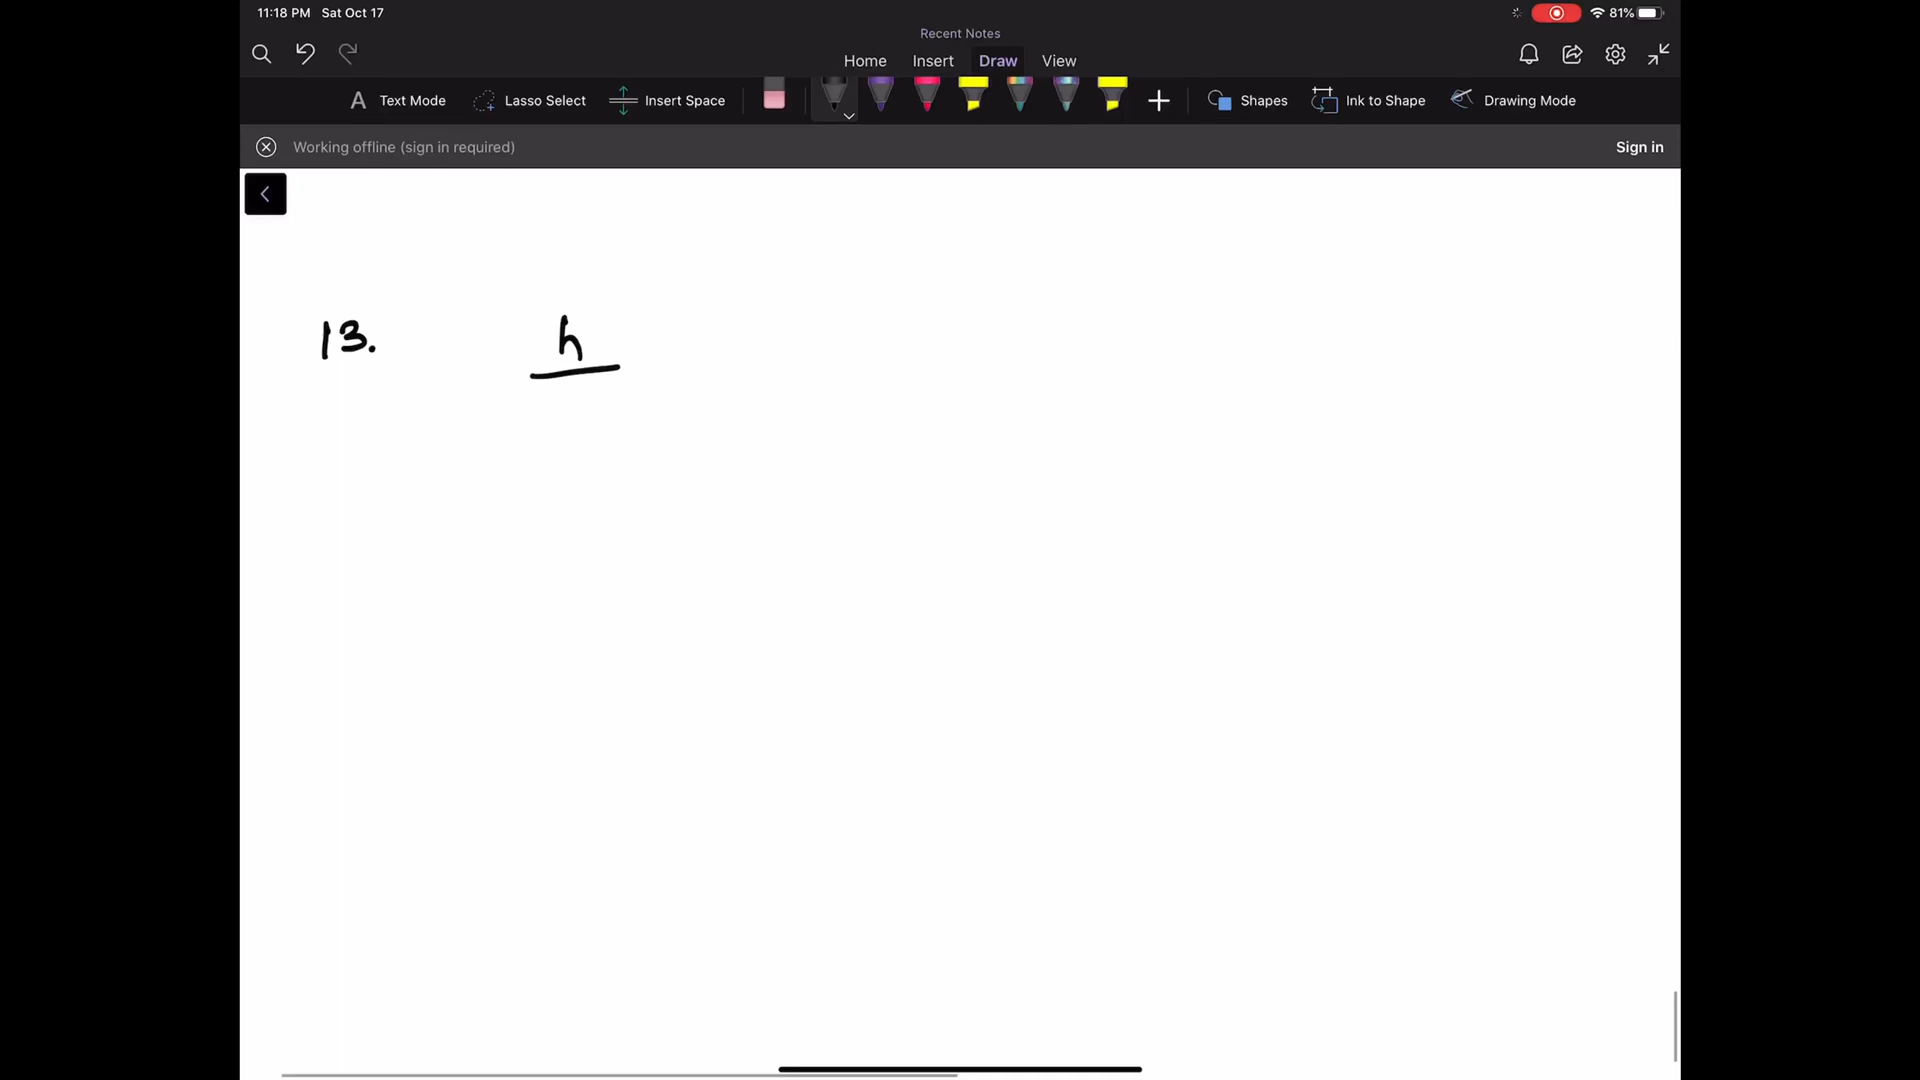 11:18 PM Sat Oct 17
81%
Recent Notes
Home Insert Draw View
A Text Mode Lasso Select Insert Space Shapes Ink to Shape Drawing Mode
Working offline (sign in required) Sign in
13. h